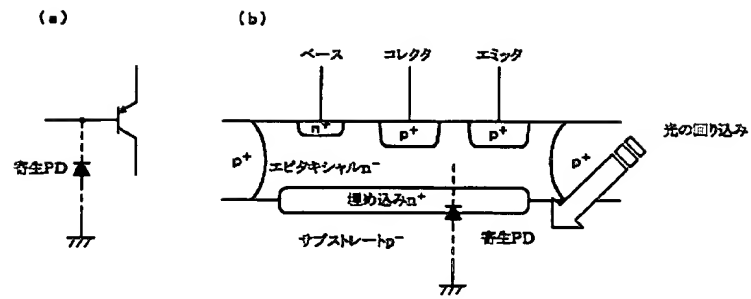 (a)
寄生PD
(b)
ベース
コレクタ
エミッタ
n⁺
p⁺
p⁺
p⁺
p⁺
エピタキシャルn⁻
埋め込みn⁺
サブストレートp⁻
寄生PD
光の回り込み